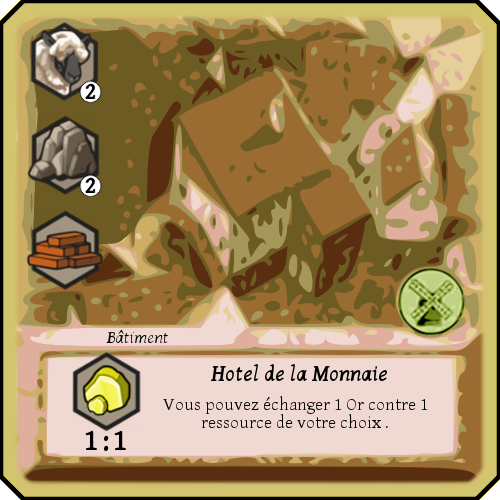 2
2
Bâtiment
Hotel de la Monnaie
Vous pouvez échanger 1 Or contre 1
ressource de votre choix .
1:1